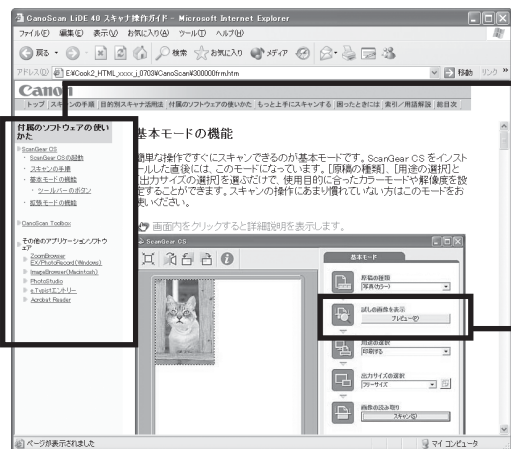 CanoScan LiDE 40 スキャナ操作ガイド - Microsoft Internet Explorer
ファイル(F) 編集(E) 表示(V) お気に入り(A) ツール(T) ヘルプ(H)
戻る 検索 お気に入り メディア
アドレス(D) E:¥Cook2_HTML_xxxx_j_0703¥CanoScan¥300000frm.htm 移動 リンク »
Canon
トップ スキャンの手順 目的別スキャナ活用法 付属のソフトウェアの使いかた もっと上手にスキャンする 困ったときには 索引/用語解説 総目次
付属のソフトウェアの使いかた
ScanGear CS
・ScanGear CSの起動
・スキャンの手順
・基本モードの機能
・ツールバーのボタン
・拡張モードの機能
CanoScan Toolbox
その他のアプリケーションソフトウェア
ZoomBrowser EX/PhotoRecord(Windows)
ImageBrowser(Macintosh)
PhotoStudio
e.Typistエントリー
Acrobat Reader
基本モードの機能
簡単な操作ですぐにスキャンできるのが基本モードです。ScanGear CS をインスト
ールした直後には、このモードになっています。[原稿の種類]、[用途の選択]と
[出力サイズの選択]を選ぶだけで、使用目的に合ったカラーモードや解像度を設
定することができます。スキャンの操作にあまり慣れていない方はこのモードをお
使いください。
画面内をクリックすると詳細説明を表示します。
ScanGear CS
基本モード
原稿の種類
写真(カラー)
試しの画像を表示
プレビュー(P)
用途の選択
印刷する
出力サイズの選択
フリーサイズ
画像の読み取り
スキャン(S)
ページが表示されました
マイ コンピュータ